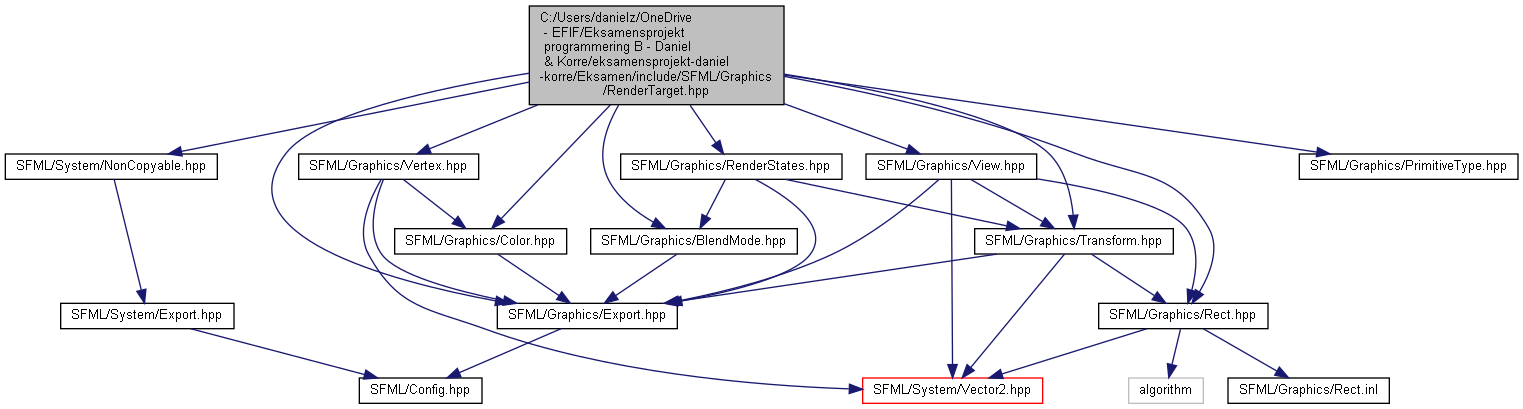 C:/Users/danielz/OneDrive
- EFIF/Eksamensprojekt
programmering B - Daniel
& Korre/eksamensprojekt-daniel
-korre/Eksamen/include/SFML/Graphics
/RenderTarget.hpp
SFML/System/NonCopyable.hpp
SFML/Graphics/Vertex.hpp
SFML/Graphics/RenderStates.hpp
SFML/Graphics/View.hpp
SFML/Graphics/PrimitiveType.hpp
SFML/Graphics/Color.hpp
SFML/Graphics/BlendMode.hpp
SFML/Graphics/Transform.hpp
SFML/System/Export.hpp
SFML/Graphics/Export.hpp
SFML/Graphics/Rect.hpp
SFML/Config.hpp
SFML/System/Vector2.hpp
algorithm
SFML/Graphics/Rect.inl